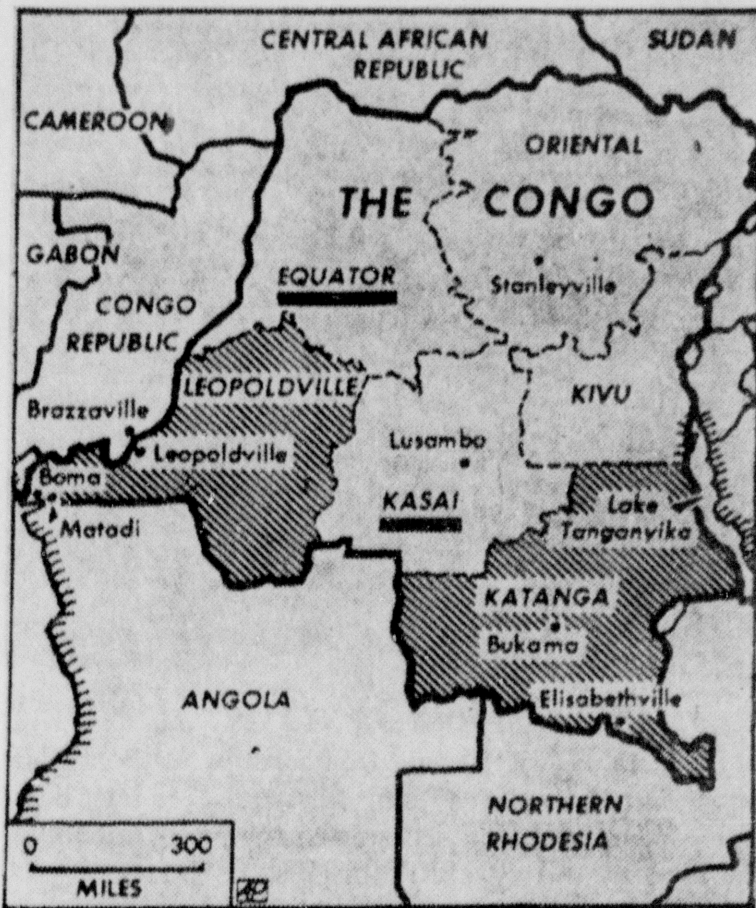 CENTRAL AFRICAN
REPUBLIC
SUDAN
CAMEROON
ORIENTAL
THE CONGO
GABON
EQUATOR
Stanleyville
CONGO
REPUBLIC
LEOPOLDVILLE
KIVU
Brazzaville
Leopoldville
Lusambo
Boma
KASAI
Lake
Tanganyika
Matadi
KATANGA
Bukama
ANGOLA
Elisabethville
NORTHERN
RHODESIA
0 300
MILES
AP